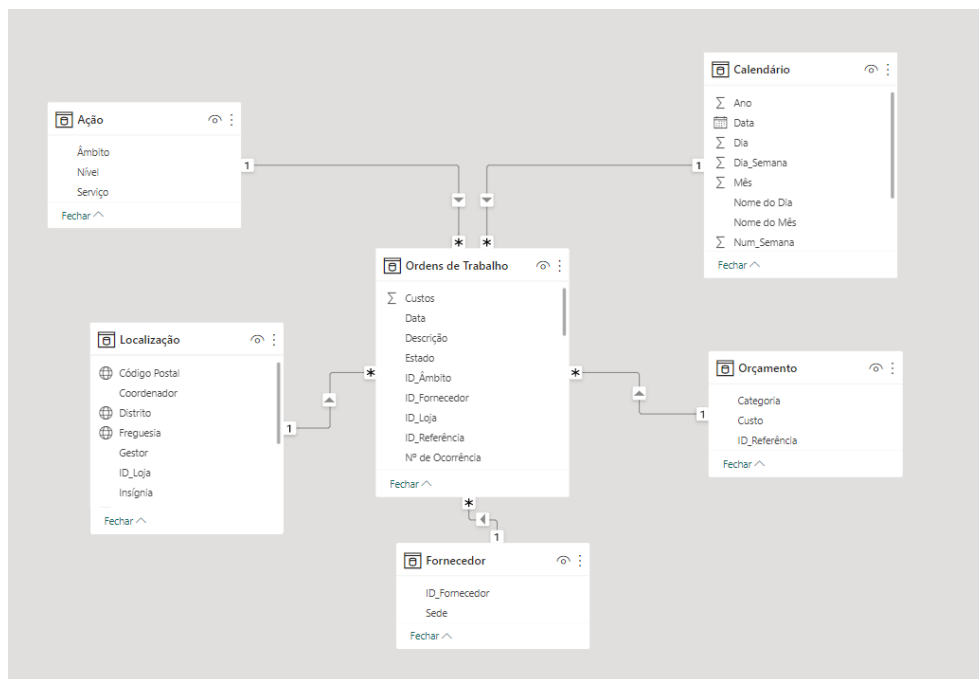 Calendário
Ano
Data
Dia
Dia_Semana
Mês
Nome do Dia
Nome do Mês
Num_Semana
Fechar
Ação
Âmbito
Nível
Serviço
Fechar
1
1
*
*
Ordens de Trabalho
Custos
Data
Descrição
Estado
ID_Âmbito
ID_Fornecedor
ID_Loja
ID_Referência
Nº de Ocorrência
Fechar
Localização
Código Postal
Coordenador
Distrito
Freguesia
Gestor
ID_Loja
Insígnia
Fechar
*
1
Orçamento
Categoria
Custo
ID_Referência
Fechar
*
1
*
1
Fornecedor
ID_Fornecedor
Sede
Fechar